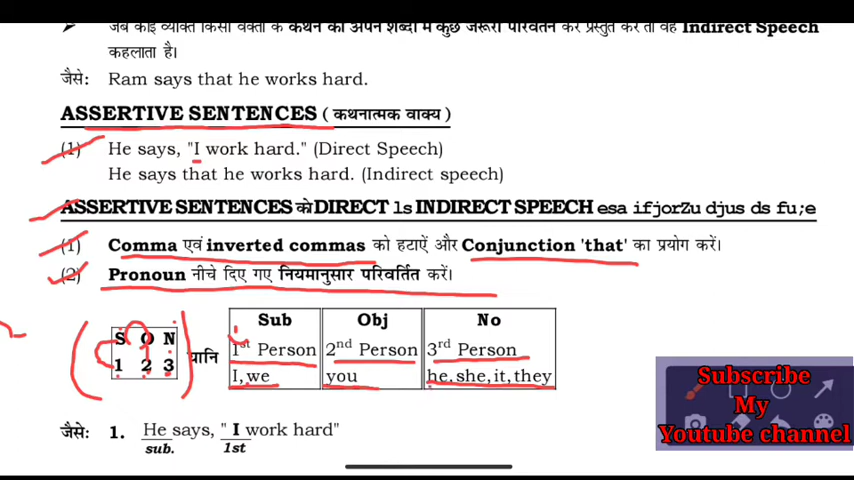 जब कोई व्यक्ति किसी वक्ता के कथन को अपने शब्दों में कुछ जरूरी परिवर्तन कर प्रस्तुत करे तो वह Indirect Speech
कहलाता है।
जैसे: Ram says that he works hard.
ASSERTIVE SENTENCES (कथनात्मक वाक्य)
(1) He says, "I work hard." (Direct Speech)
He says that he works hard. (Indirect speech)
ASSERTIVE SENTENCES को DIRECT ls INDIRECT SPEECH esa ifjorZu djus ds fu;e
(1) Comma एवं inverted commas को हटाऐं और Conjunction 'that' का प्रयोग करें।
(2) Pronoun नीचे दिए गए नियमानुसार परिवर्तित करें।
S O N
1 2 3
यानि
Sub Obj No
1st Person 2nd Person 3rd Person
I, we you he, she, it, they
जैसे: 1. He says, " I work hard"
sub. 1st
Subscribe
My
Youtube channel